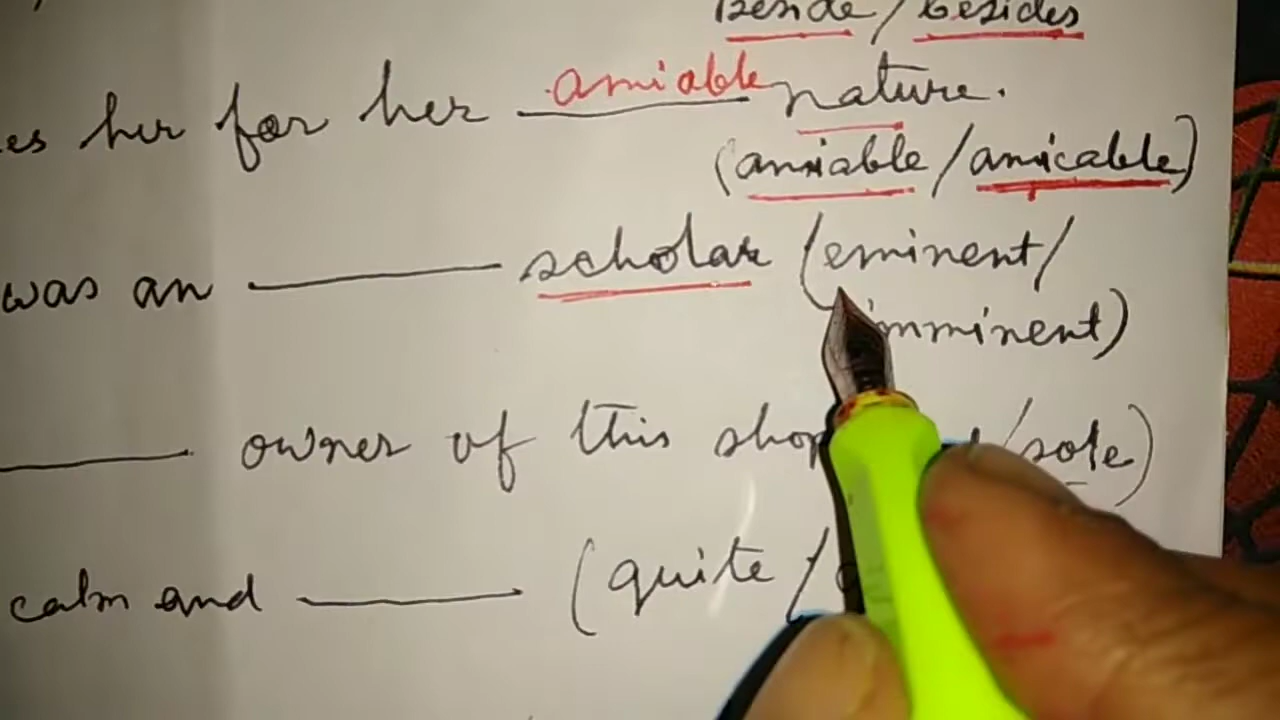 Beside/besides
es her for her amiable nature.
(amiable/amicable)
was an ______ scholar (eminent/
imminent)
______ owner of this shop /sole)
calm and ______ (quite/